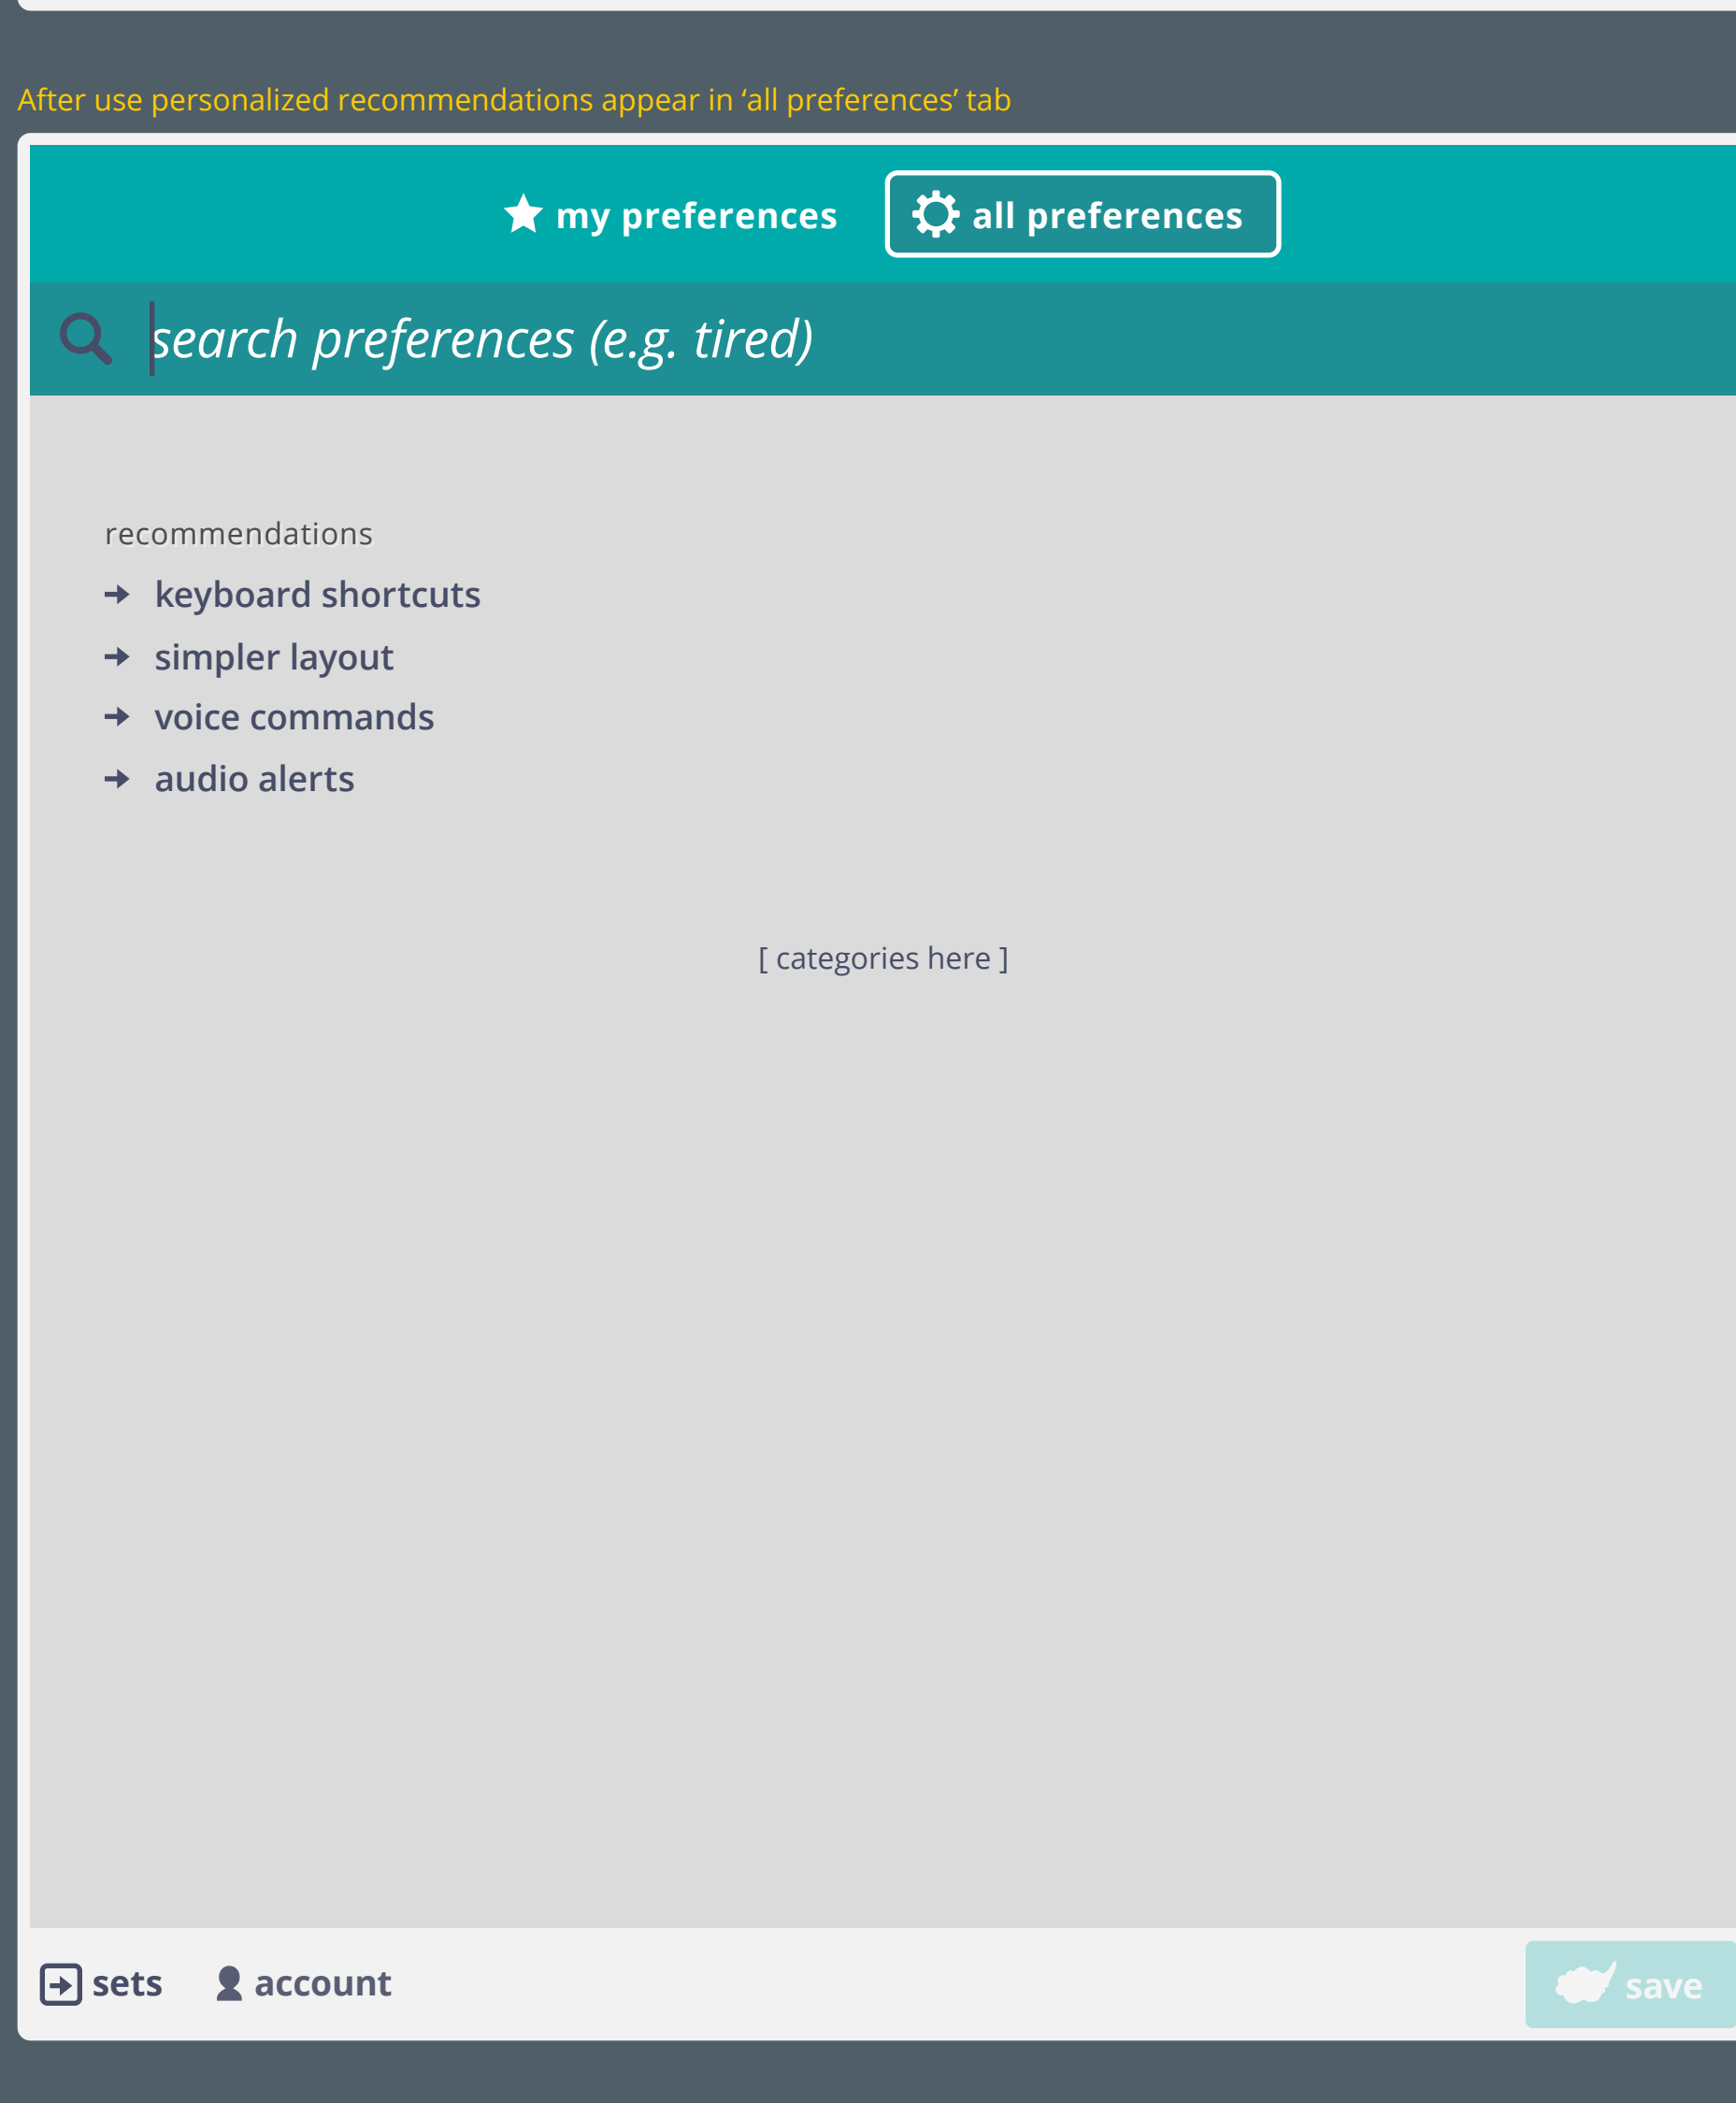 After use personalized recommendations appear in ‘all preferences’ tab
my preferences
all preferences
search preferences (e.g. tired)
recommendations
keyboard shortcuts
simpler layout
voice commands
audio alerts
[ categories here ]
sets
account
save